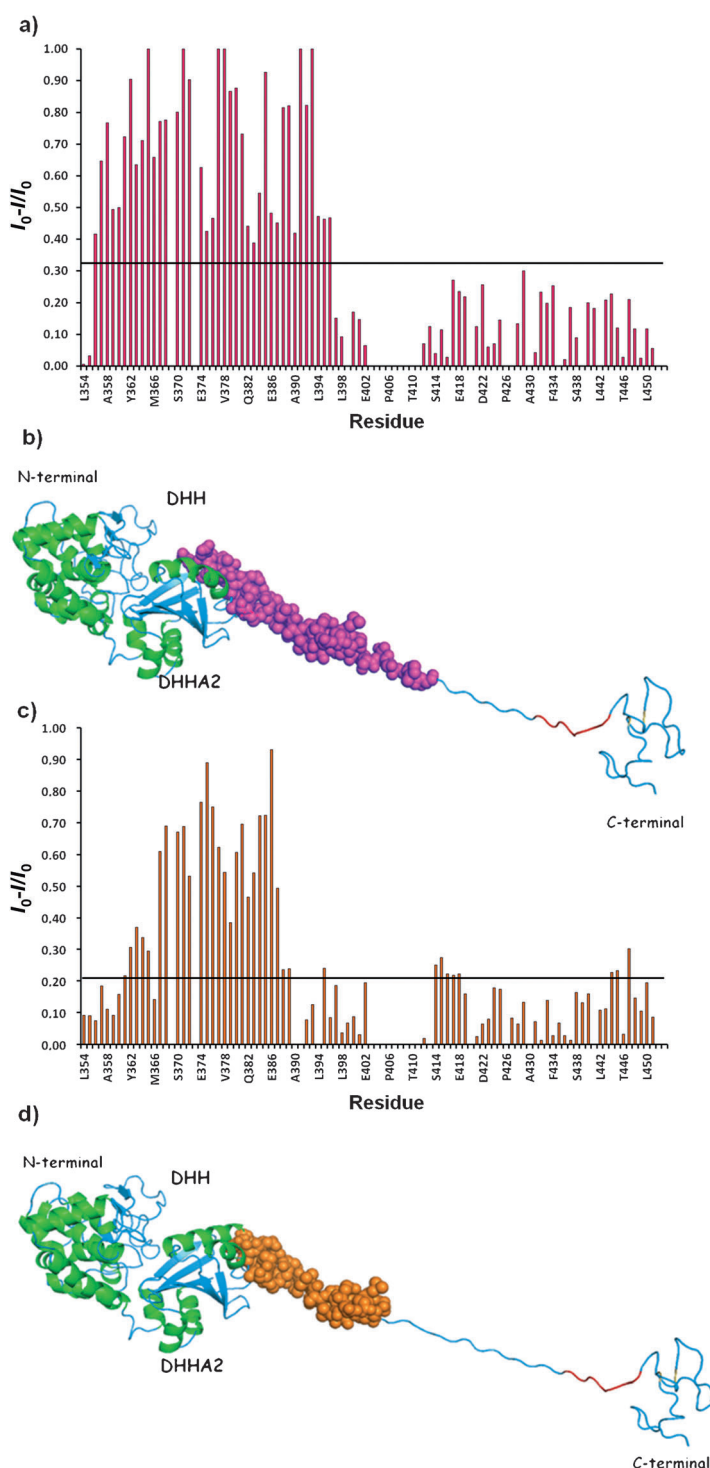 a)
1.00
0.90
0.80
0.70
0.60
0.50
0.40
0.30
0.20
0.10
0.00
I0-I/I0
L354 A358 Y362 M366 S370 E374 V378 Q382 E386 A390 L394 L398 E402 P406 T410 S414 E418 D422 P426 A430 F434 S438 L442 T446 L450
Residue
b)
N-terminal
DHH
DHHA2
C-terminal
c)
1.00
0.90
0.80
0.70
0.60
0.50
0.40
0.30
0.20
0.10
0.00
I0-I/I0
L354 A358 Y362 M366 S370 E374 V378 Q382 E386 A390 L394 L398 E402 P406 T410 S414 E418 D422 P426 A430 F434 S438 L442 T446 L450
Residue
d)
N-terminal
DHH
DHHA2
C-terminal